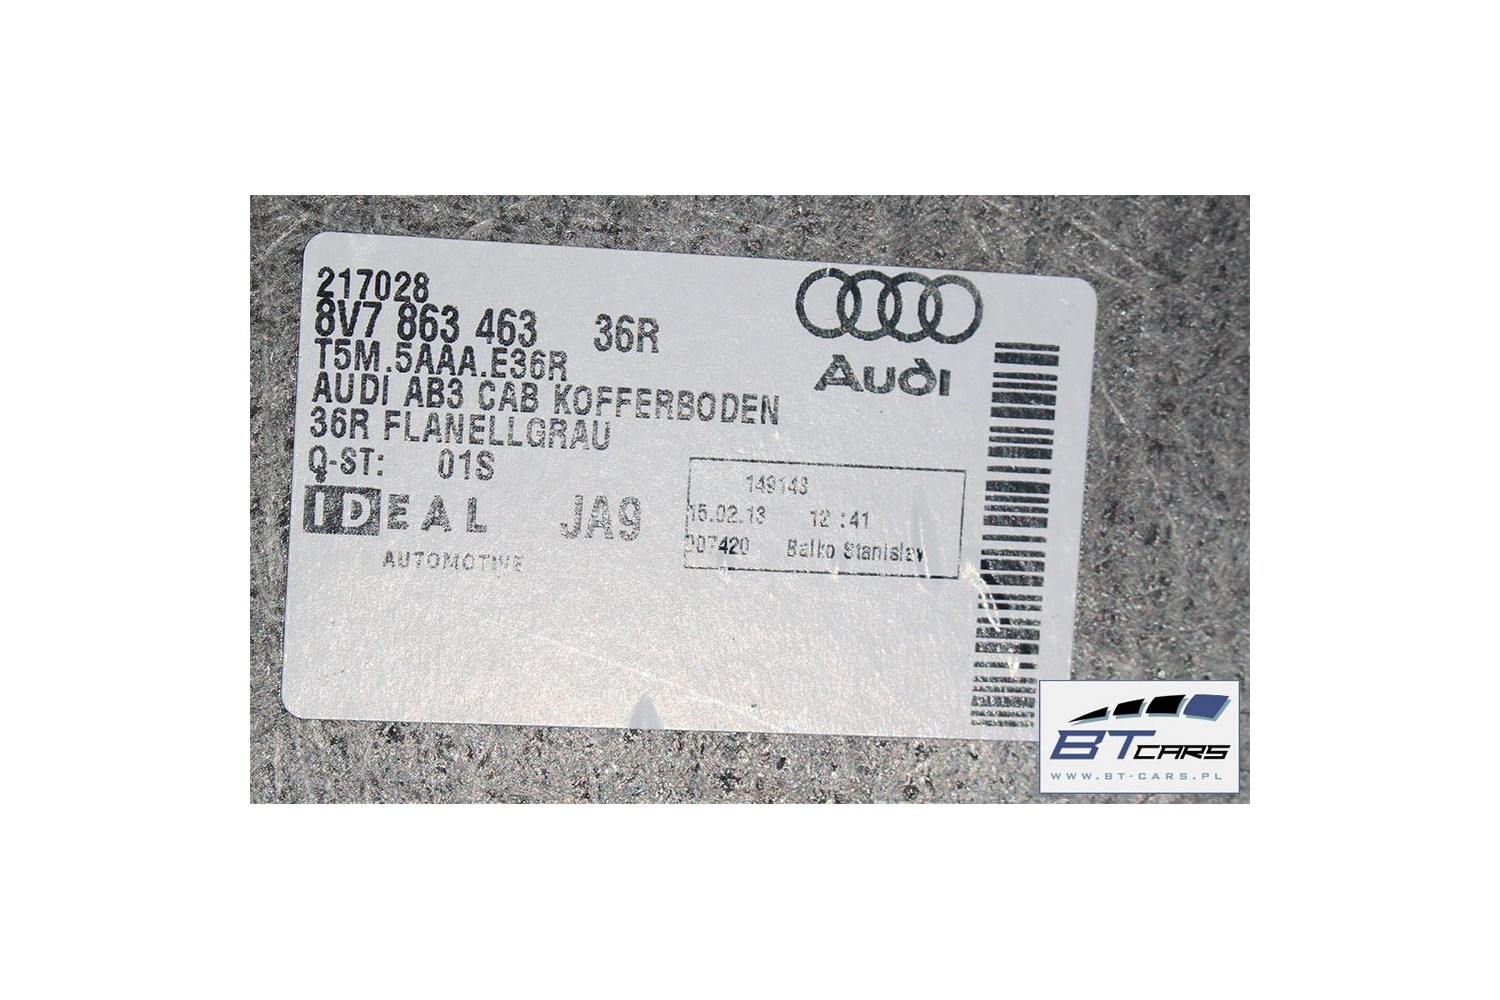 217028
8V7 863 463 36R
T5M.5AAA.E36R
AUDI AB3 CAB KOFFERBODEN
36R FLANELLGRAU
Q-ST: 01S
IDEAL JA9
AUTOMOTIVE
Audi
149143
15.02.13 12:41
007420 Balko Stanislav
BT CARS
WWW.BT-CARS.PL